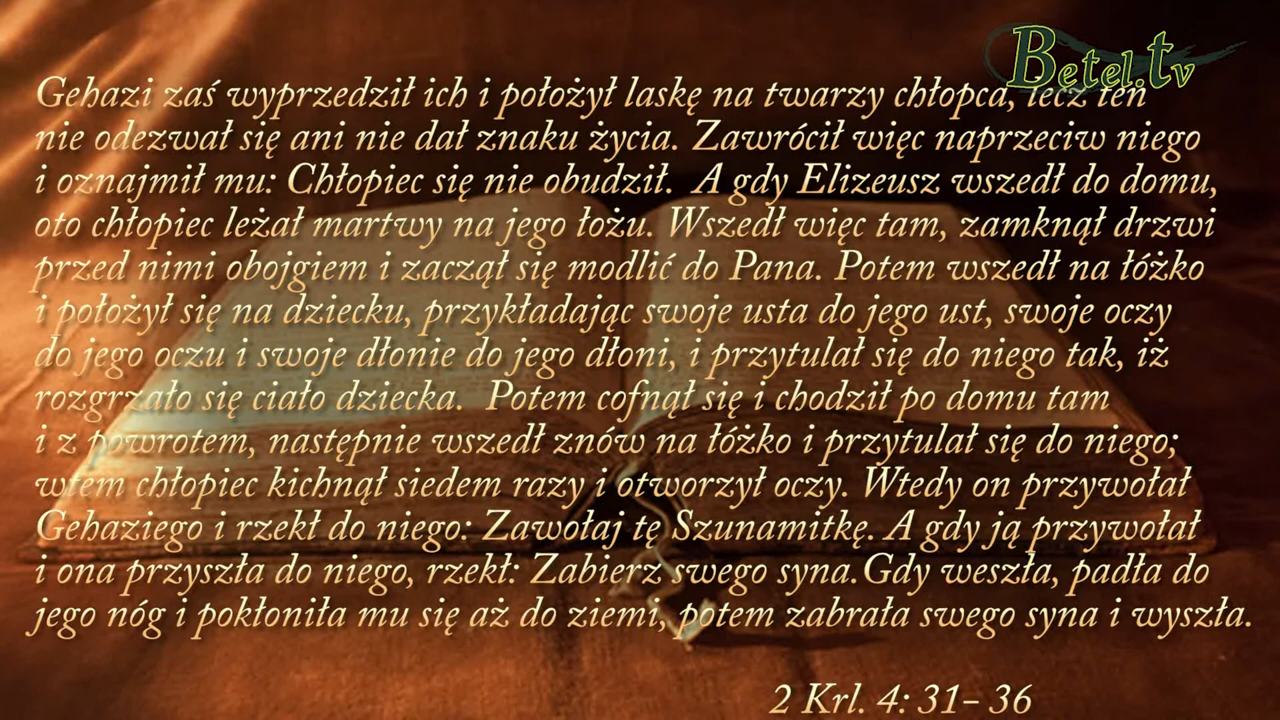 Betel.tv
Gehazi zaś wyprzedził ich i położył laskę na twarzy chłopca, lecz ten
nie odezwał się ani nie dał znaku życia. Zawrócił więc naprzeciw niego
i oznajmił mu: Chłopiec się nie obudził. A gdy Elizeusz wszedł do domu,
oto chłopiec leżał martwy na jego łożu. Wszedł więc tam, zamknął drzwi
przed nimi obojgiem i zaczął się modlić do Pana. Potem wszedł na łóżko
i położył się na dziecku, przykładając swoje usta do jego ust, swoje oczy
do jego oczu i swoje dłonie do jego dłoni, i przytulał się do niego tak, iż
rozgrzało się ciało dziecka. Potem cofnął się i chodził po domu tam
i z powrotem, następnie wszedł znów na łóżko i przytulał się do niego;
wtem chłopiec kichnął siedem razy i otworzył oczy. Wtedy on przywołał
Gehaziego i rzekł do niego: Zawołaj tę Szunamitkę. A gdy ją przywołał
i ona przyszła do niego, rzekł: Zabierz swego syna.Gdy weszła, padła do
jego nóg i pokłoniła mu się aż do ziemi, potem zabrała swego syna i wyszła.
2 Krl. 4: 31– 36